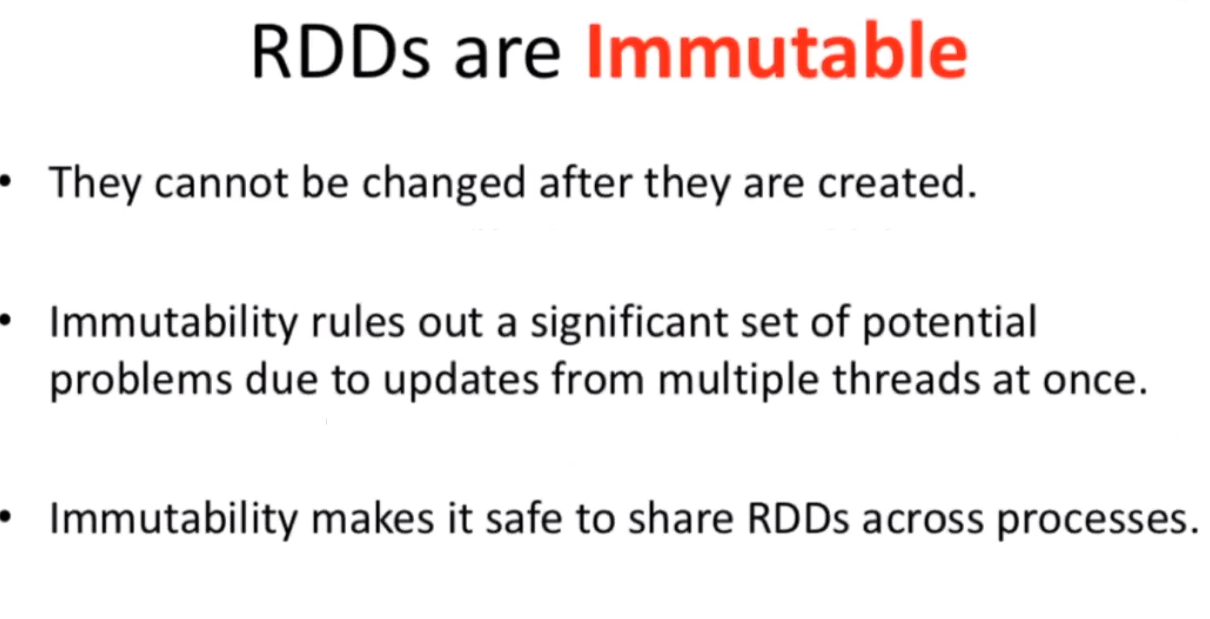 RDDs are Immutable
• They cannot be changed after they are created.
• Immutability rules out a significant set of potential
problems due to updates from multiple threads at once.
• Immutability makes it safe to share RDDs across processes.